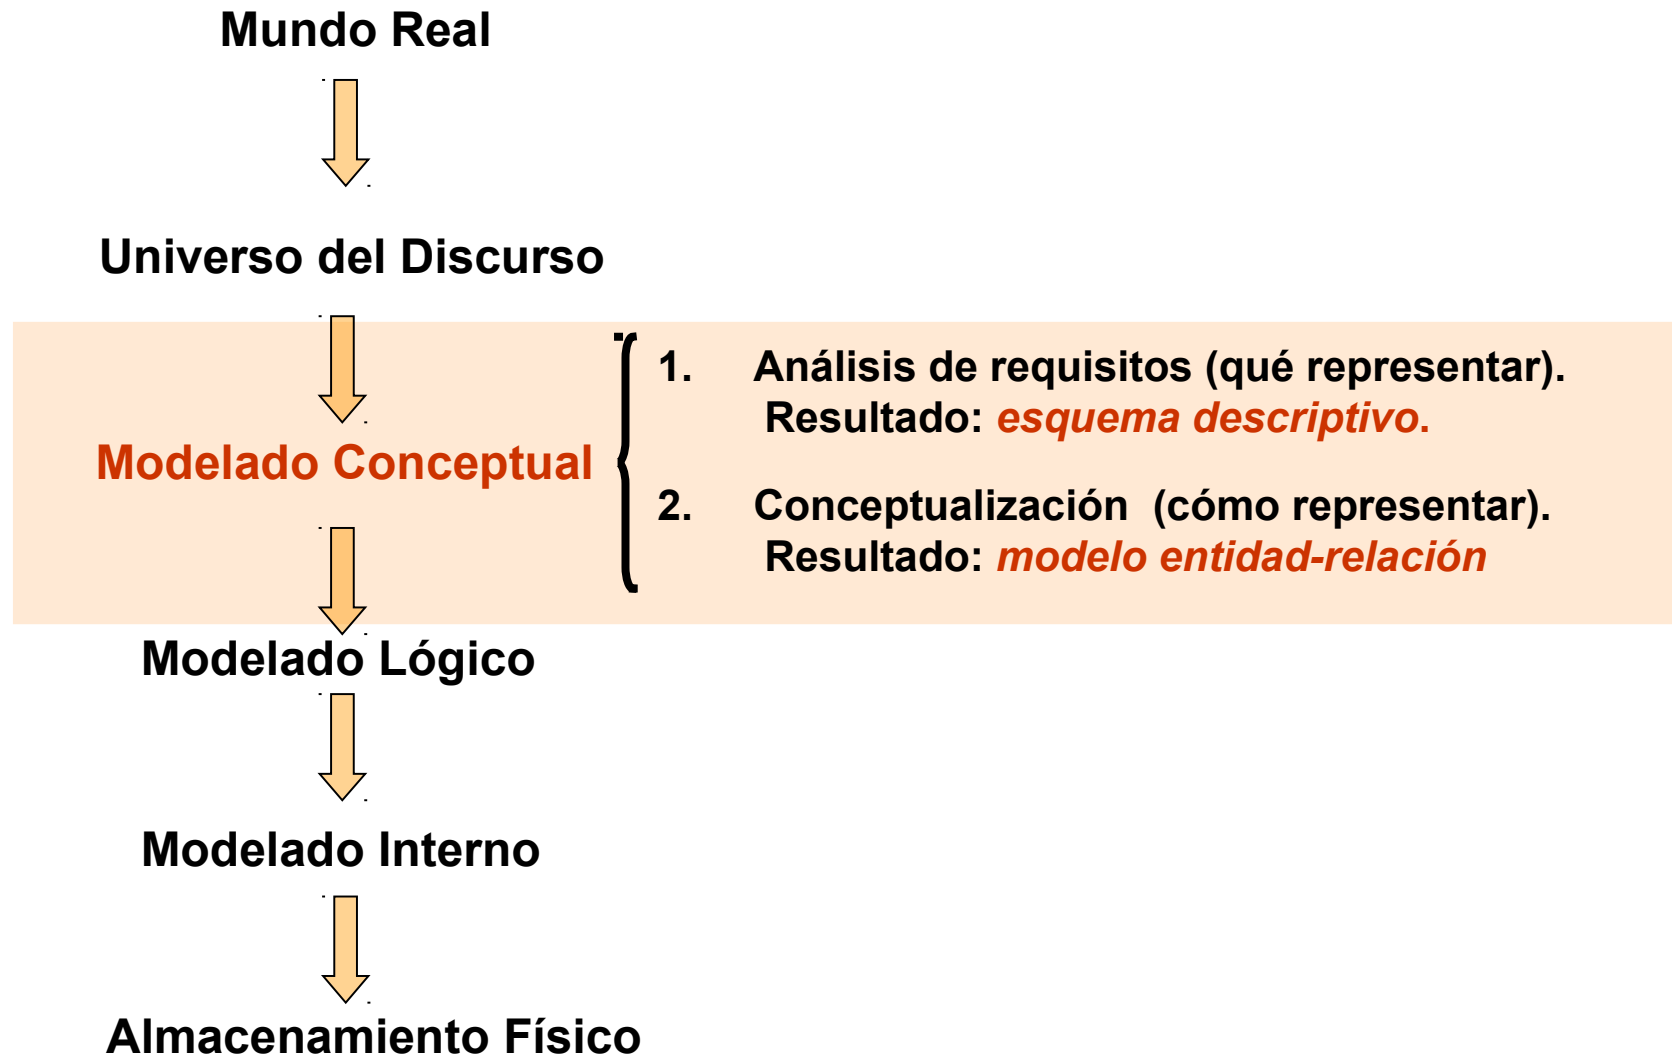 Mundo Real
Universo del Discurso
Modelado Conceptual
1. Análisis de requisitos (qué representar).
Resultado: esquema descriptivo.
2. Conceptualización (cómo representar).
Resultado: modelo entidad-relación
Modelado Lógico
Modelado Interno
Almacenamiento Físico